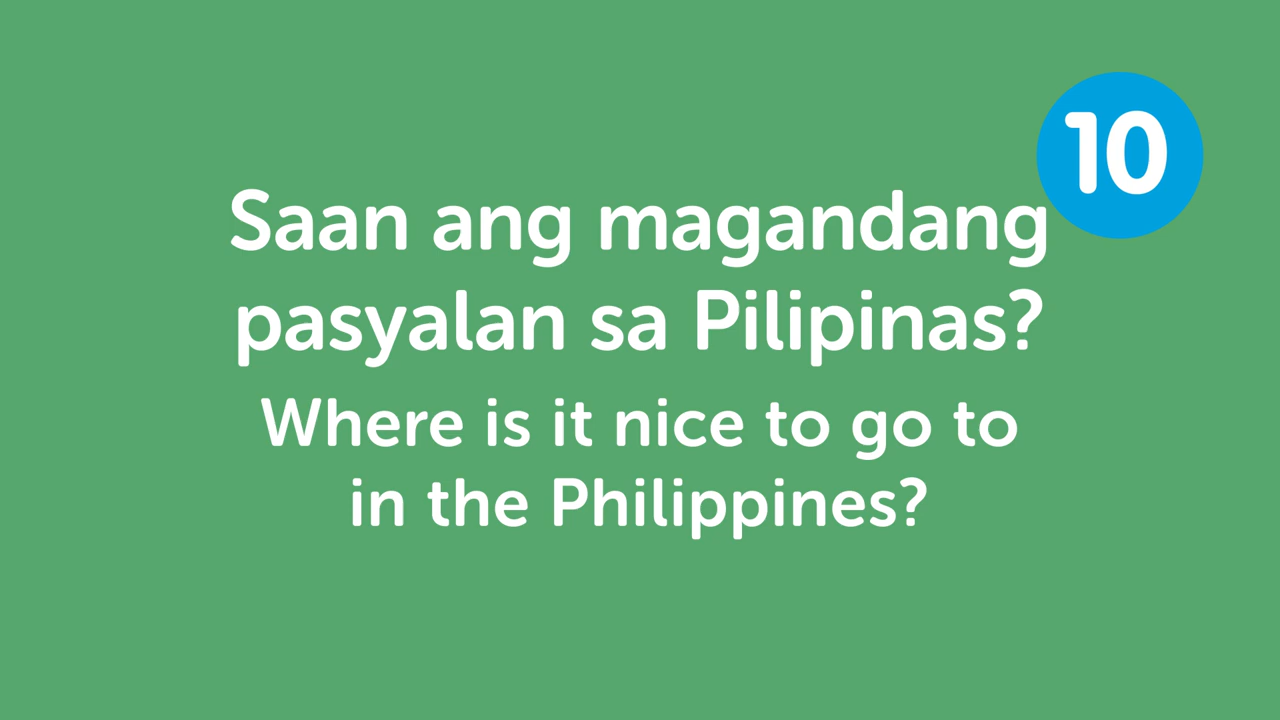 10
Saan ang magandang
pasyalan sa Pilipinas?
Where is it nice to go to
in the Philippines?